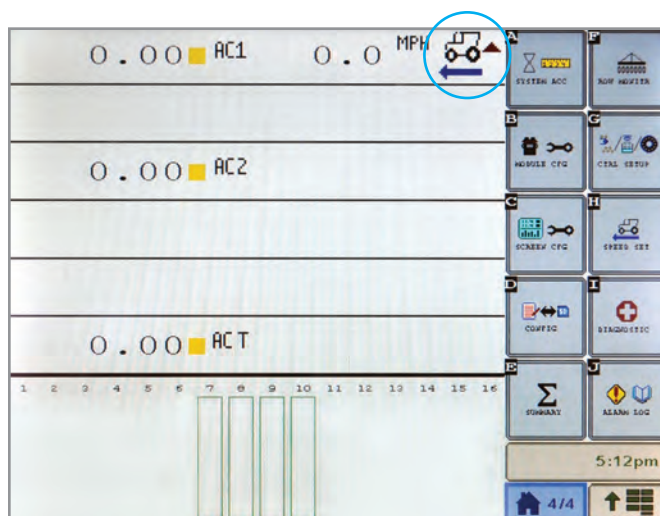 0.00 AC1 0.0 MPH
0.00 AC2
0.00 ACT
1 2 3 4 5 6 7 8 9 10 11 12 13 14 15 16
A
SYSTEM ACC
F
ROW MONITOR
B
MODULE CFG
G
CTRL SETUP
C
SCREEN CFG
H
SPEED SET
D
CONFIG
I
DIAGNOSTIC
E
Σ
SUMMARY
J
ALARM LOG
5:12pm
4/4